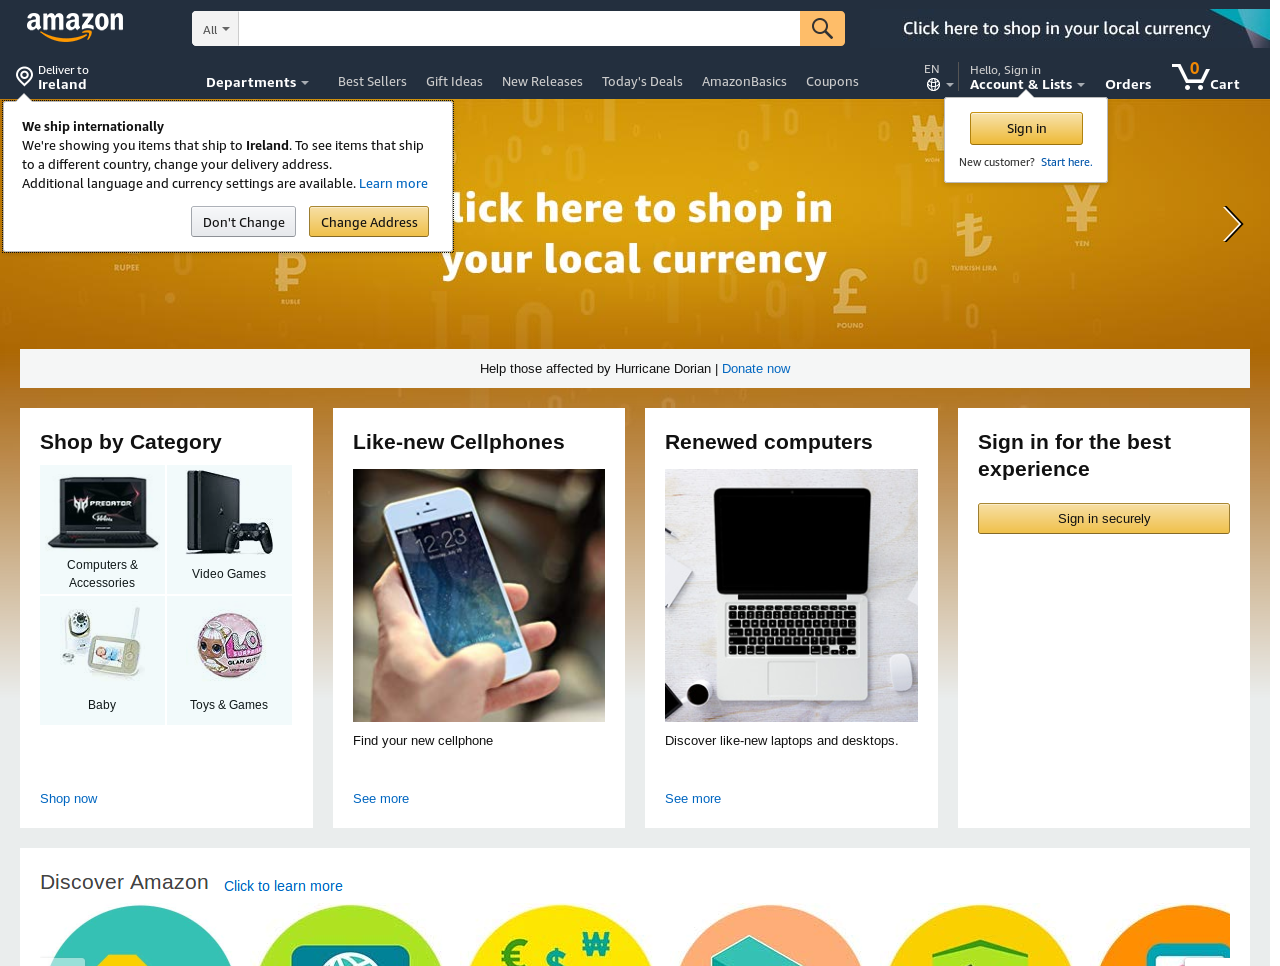 amazon
All
Click here to shop in your local currency
Deliver to
Ireland
Departments
Best Sellers
Gift Ideas
New Releases
Today's Deals
AmazonBasics
Coupons
EN
Hello, Sign in
Account & Lists
Orders
0
Cart
We ship internationally
We're showing you items that ship to Ireland. To see items that ship
to a different country, change your delivery address.
Additional language and currency settings are available. Learn more
Don't Change
Change Address
Sign in
New customer? Start here.
lick here to shop in
your local currency
WON
YEN
TURKISH LIRA
RUPEE
RUBLE
POUND
Help those affected by Hurricane Dorian | Donate now
Shop by Category
PREDATOR
Computers &
Accessories
Video Games
Baby
Toys & Games
Shop now
Like-new Cellphones
12:23
Find your new cellphone
See more
Renewed computers
Discover like-new laptops and desktops.
See more
Sign in for the best
experience
Sign in securely
Discover Amazon
Click to learn more